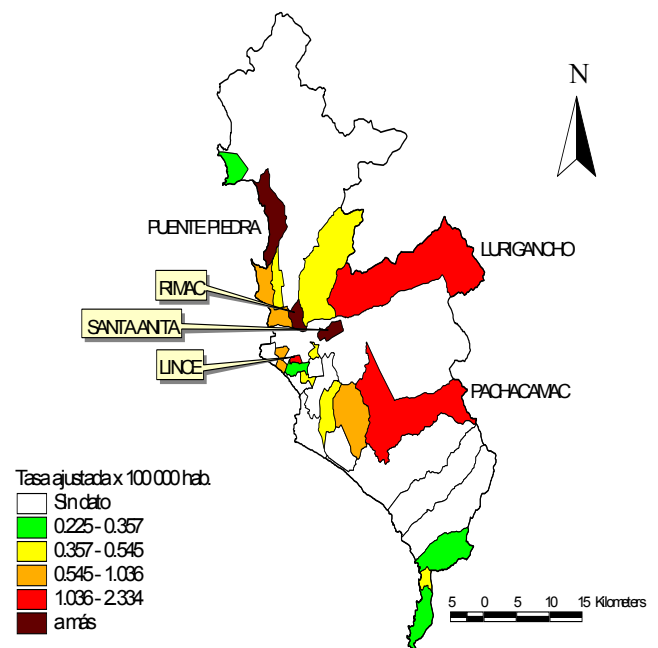 N
PUENTE PIEDRA
LURIGANCHO
RIMAC
SANTA ANITA
LINCE
PACHACAMAC
Tasa ajustada x 100 000 hab.
Sin dato
0.225 - 0.357
0.357 - 0.545
0.545 - 1.036
1.036 - 2.334
a más
5 0 5 10 15 Kilometers